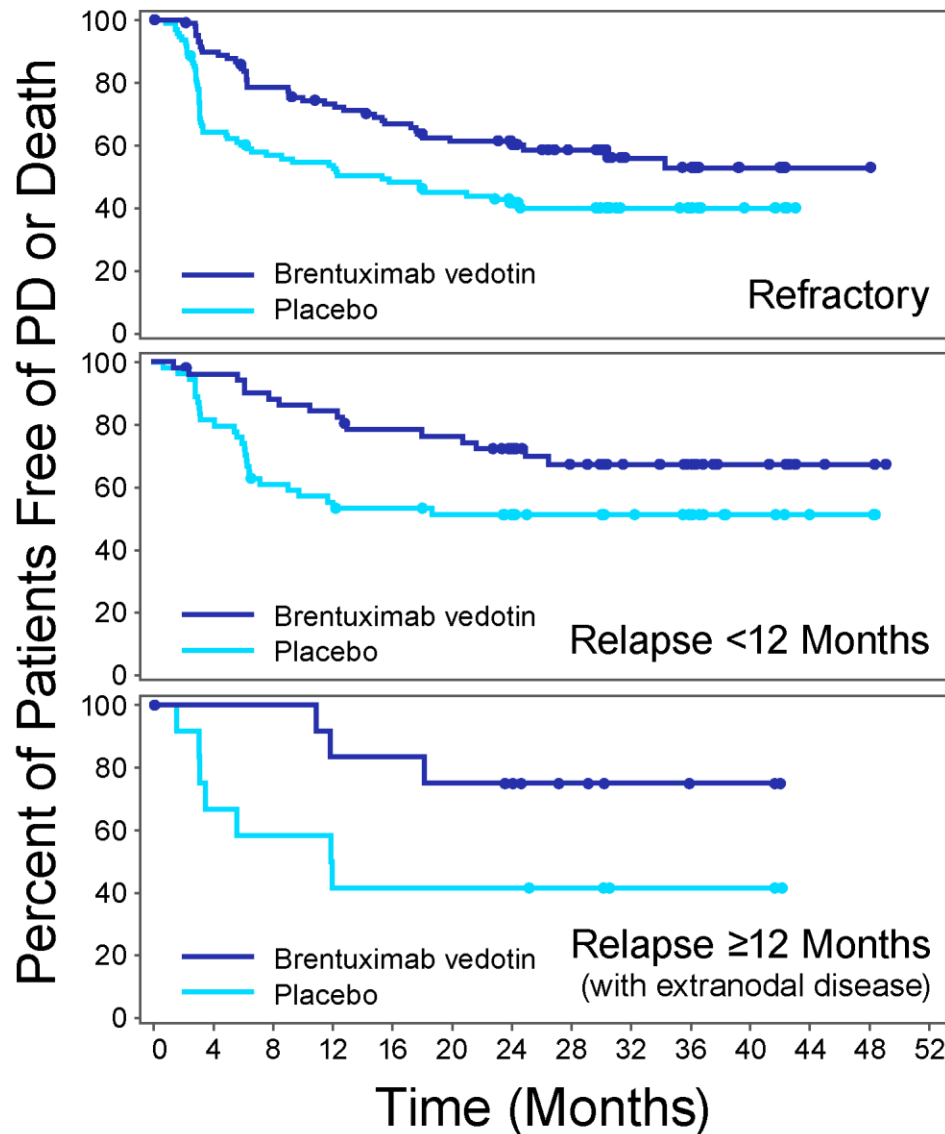 Percent of Patients Free of PD or Death
100
80
60
40
20
0
Brentuximab vedotin
Placebo
Refractory
100
80
60
40
20
0
Brentuximab vedotin
Placebo
Relapse <12 Months
100
80
60
40
20
0
Brentuximab vedotin
Placebo
Relapse ≥12 Months
(with extranodal disease)
0 4 8 12 16 20 24 28 32 36 40 44 48 52
Time (Months)